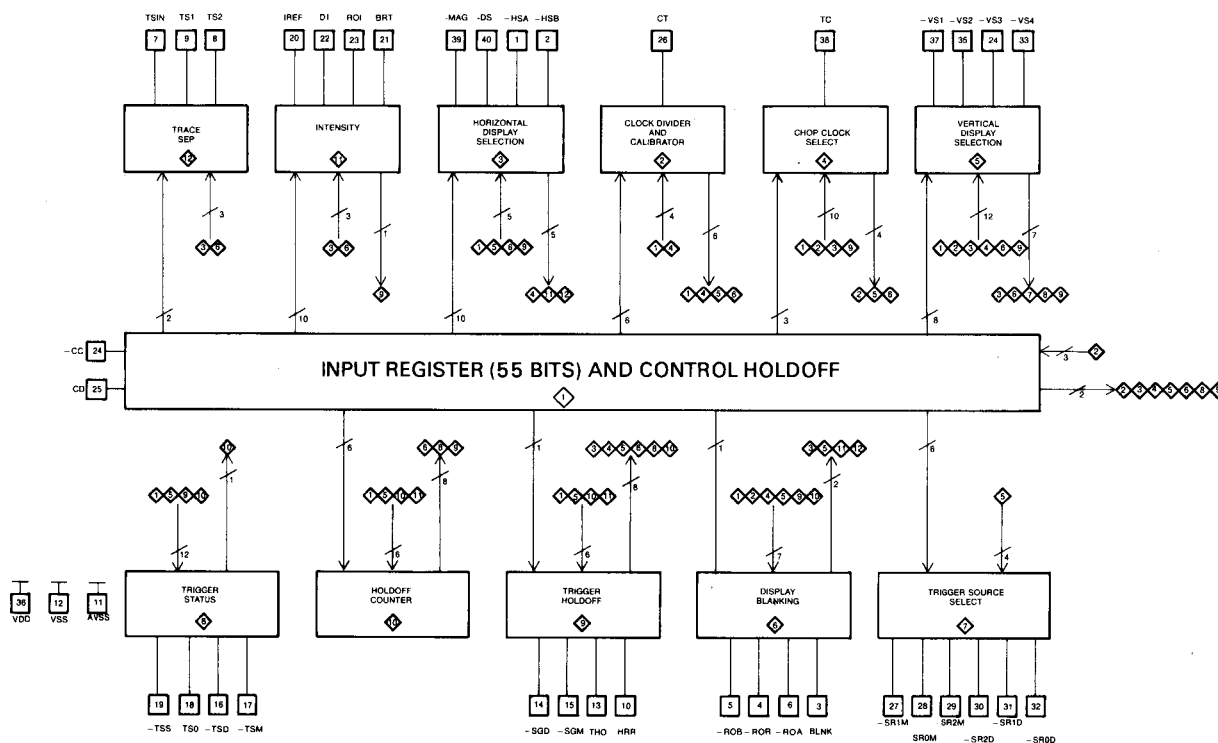 TSIN TS1 TS2 IREF DI ROI BRT -MAG -DS -HSA -HSB CT TC -VS1 -VS2 -VS3 -VS4
7 9 8 20 22 23 21 39 40 1 2 26 38 37 35 24 33
TRACE
SEP
12
INTENSITY
11
HORIZONTAL
DISPLAY
SELECTION
3
CLOCK DIVIDER
AND
CALIBRATOR
2
CHOP CLOCK
SELECT
4
VERTICAL
DISPLAY
SELECTION
5
3 3 1 5 5 4 6 10 4 12 7
3 6
3 6
9
1 5 8 9
4 11 12
1 4
1 4 5 6
1 2 3 9
2 5 6
1 2 3 4 6 9
3 6 7 8 9
2 10 10 6 3 8
-CC 24
CD 25
INPUT REGISTER (55 BITS) AND CONTROL HOLDOFF
1
3 2
2 2 3 4 5 6 8 9
6 1 1 6
10
1 5 9 10
1
12
6 8 9
1 5 10 11
8
6
3 4 5 6 8 10
1 5 10 11
8
6
3 5 11 12
1 2 4 5 9 10
2
7
5
4
36
VDD
12
VSS
11
AVSS
TRIGGER
STATUS
8
HOLDOFF
COUNTER
10
TRIGGER
HOLDOFF
9
DISPLAY
BLANKING
6
TRIGGER SOURCE
SELECT
7
19 18 16 17 14 15 13 10 5 4 6 3 27 28 29 30 31 32
-TSS TS0 -TSD -TSM -SGD -SGM THO HRR -ROB -ROR -ROA BLNK -SR1M SR0M SR2M -SR2D -SR1D -SR0D